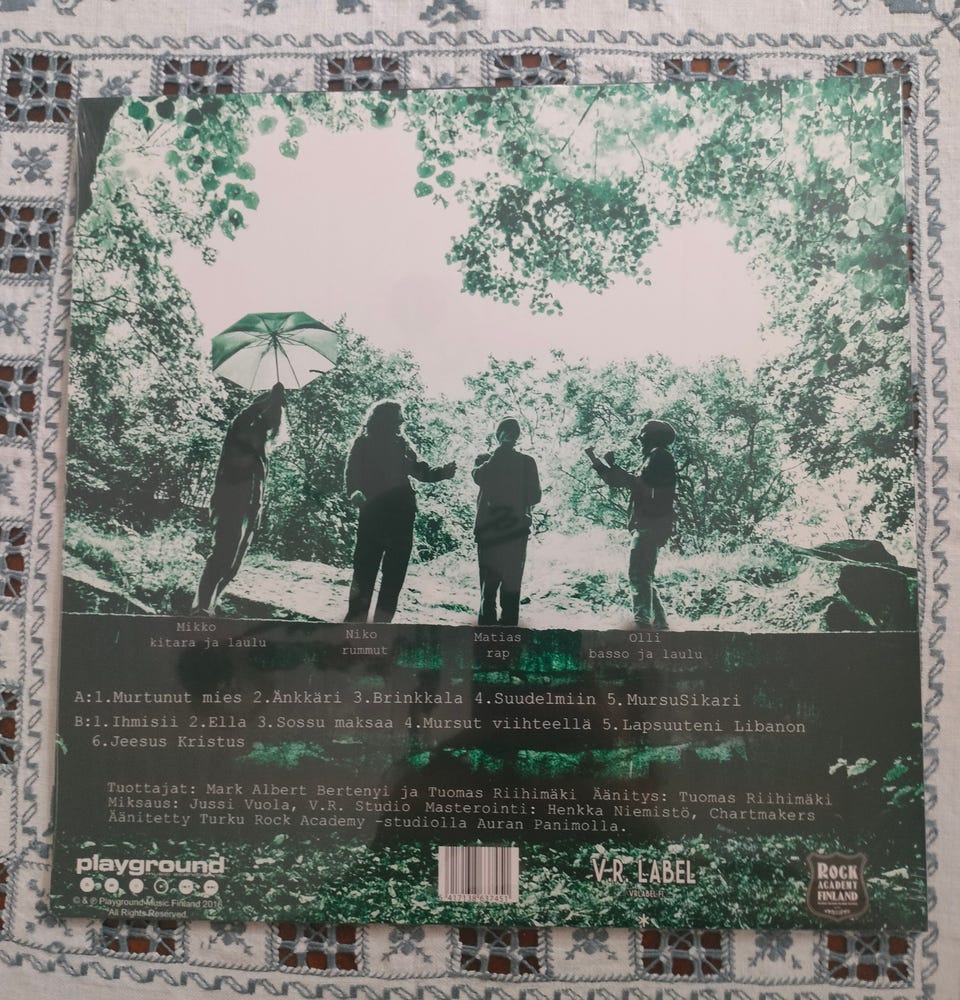 Mikko
kitara ja laulu
Niko
rummut
Matias
rap
Olli
basso ja laulu
A:1.Murtunut mies 2.Änkkäri 3.Brinkkala 4.Suudelmiin 5.MursuSikari
B:1.Ihmisii 2.Ella 3.Sossu maksaa 4.Mursut viihteellä 5.Lapsuuteni Libanon
6.Jeesus Kristus
Tuottajat: Mark Albert Bertenyi ja Tuomas Riihimäki Äänitys: Tuomas Riihimäki
Miksaus: Jussi Vuola, V.R. Studio Masterointi: Henkka Niemistö, Chartmakers
Äänitetty Turku Rock Academy -studiolla Auran Panimolla.
playground
© & ℗ Playground Music Finland 2016
All Rights Reserved.
V.R. LABEL
VRLABEL.FI
ROCK
ACADEMY
FINLAND